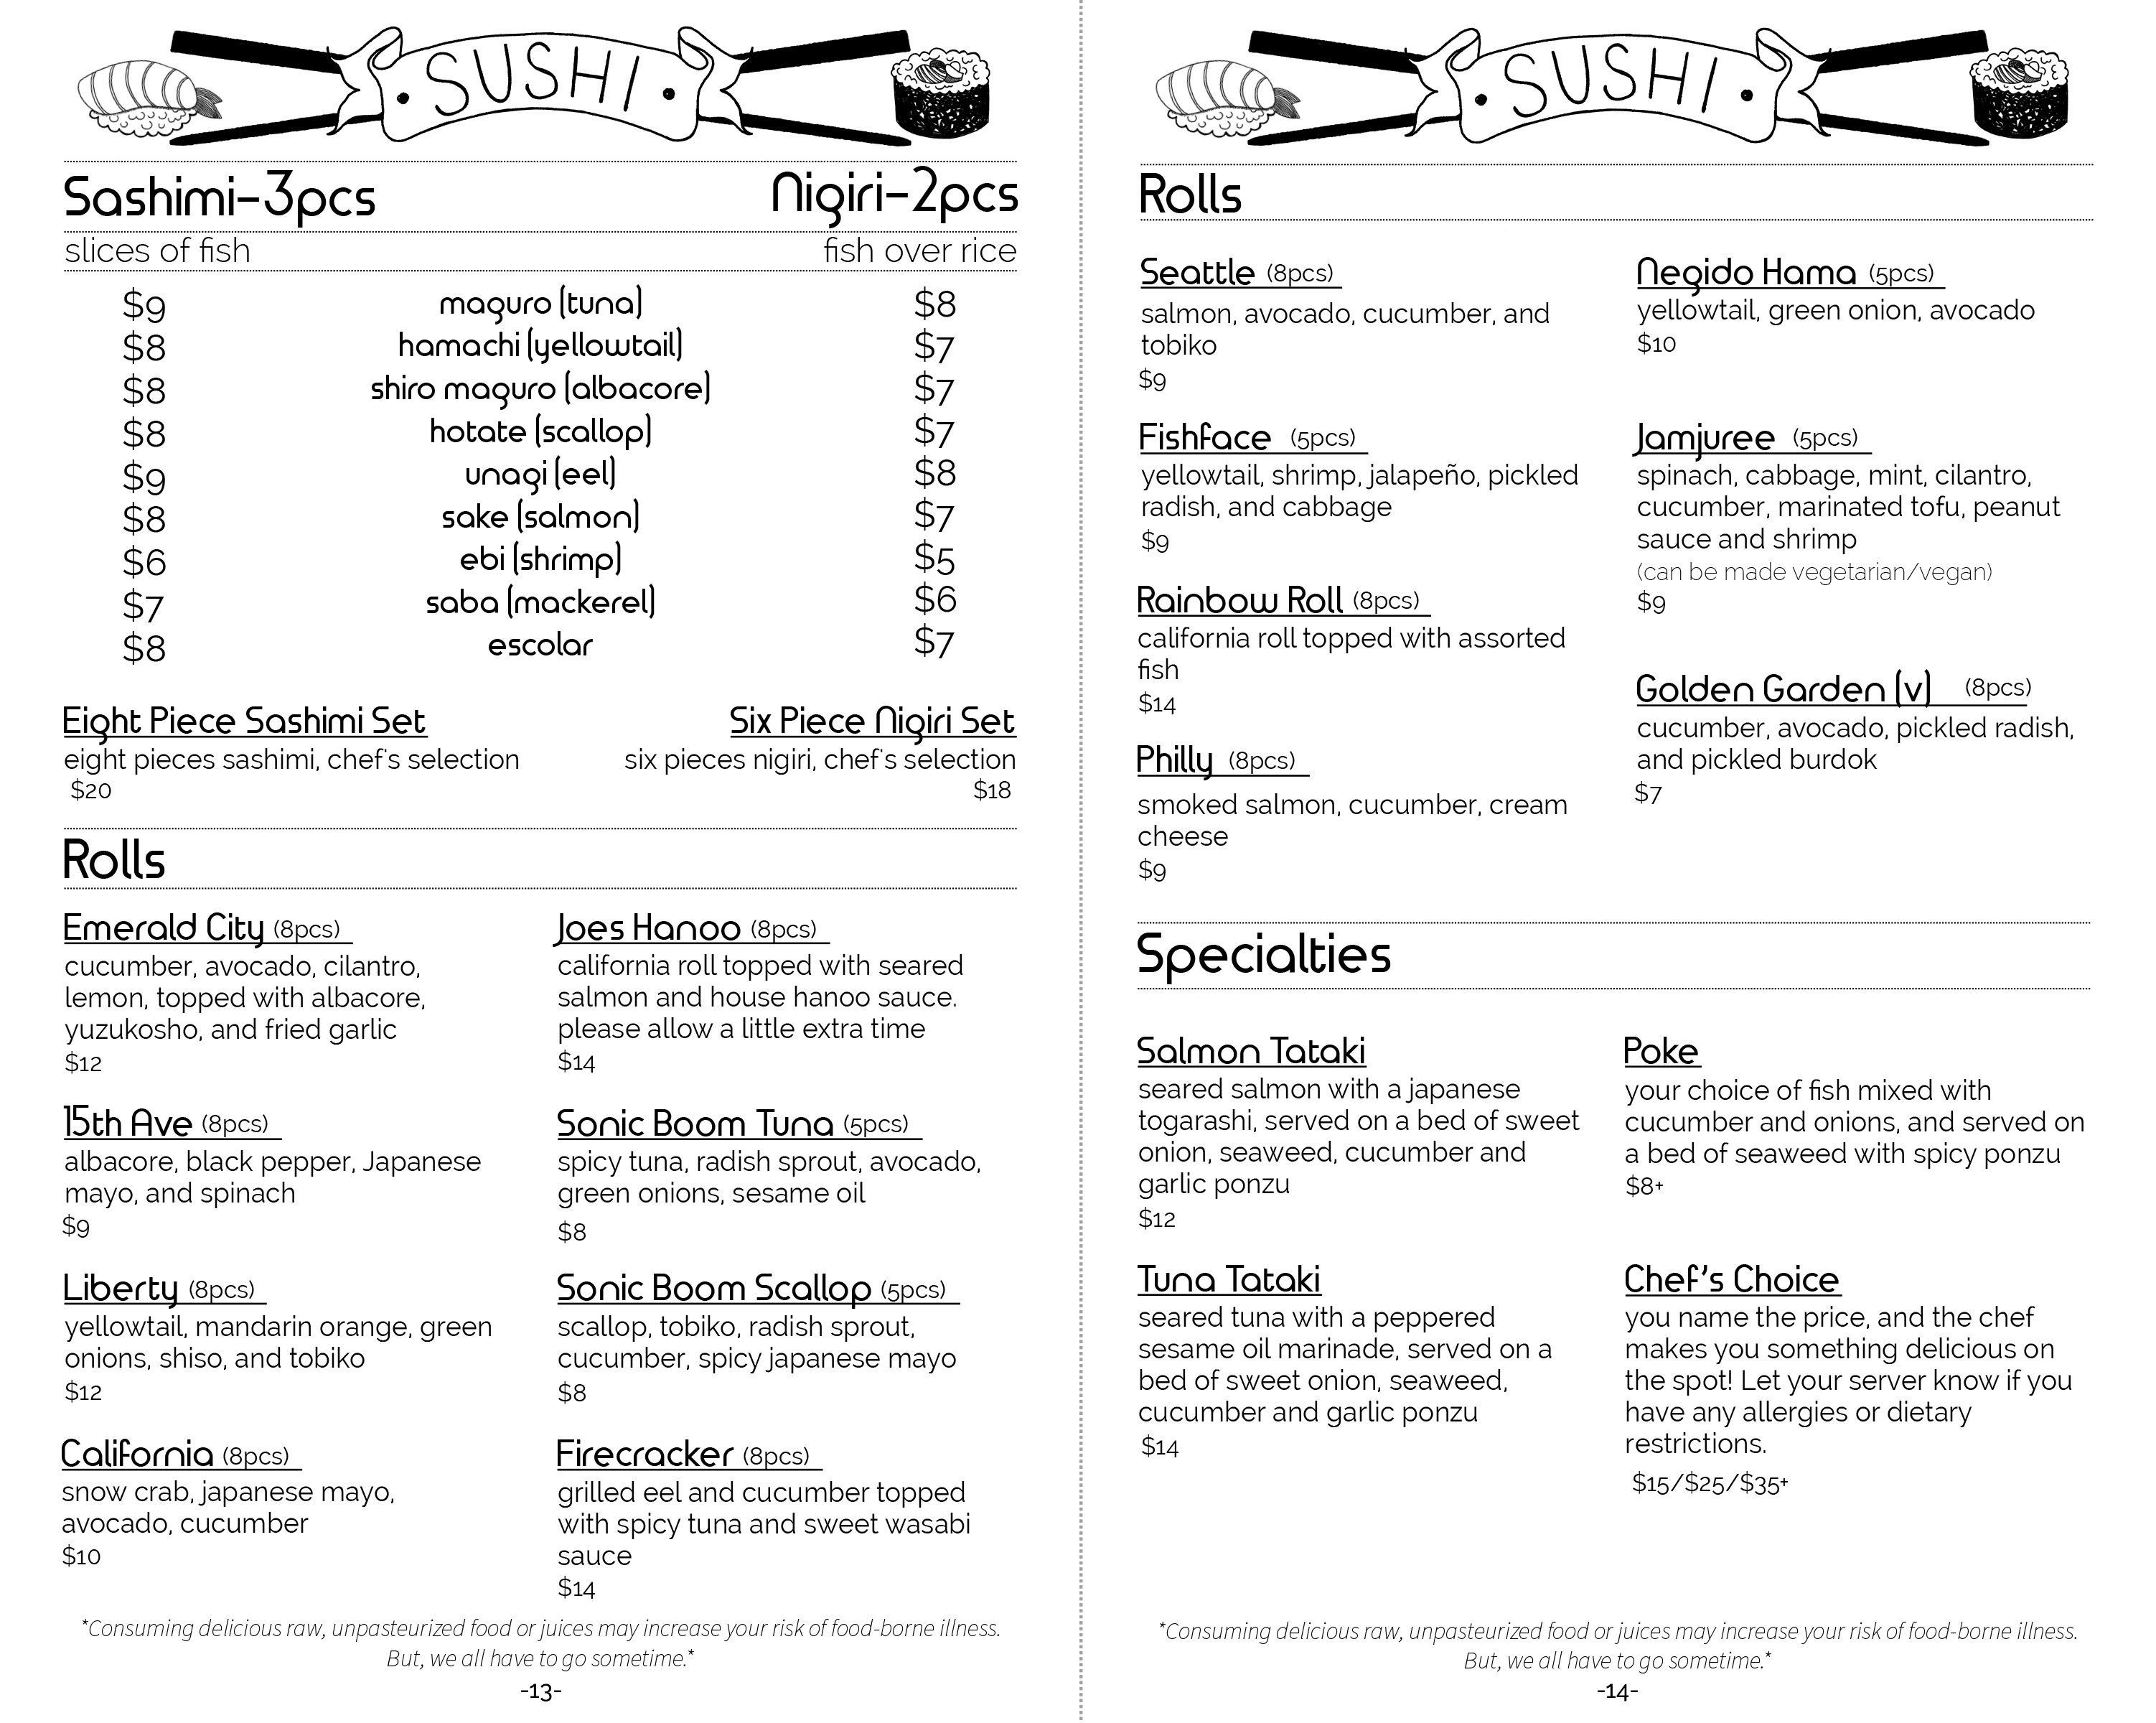 SUSHI
Sashimi-3pcs Nigiri-2pcs
slices of fish fish over rice
$9 maguro (tuna) $8
$8 hamachi (yellowtail) $7
$8 shiro maguro (albacore) $7
$8 hotate (scallop) $7
$9 unagi (eel) $8
$8 sake (salmon) $7
$6 ebi (shrimp) $5
$7 saba (mackerel) $6
$8 escolar $7
Eight Piece Sashimi Set
eight pieces sashimi, chef's selection
$20
Six Piece Nigiri Set
six pieces nigiri, chef's selection
$18
Rolls
Emerald City (8pcs)
cucumber, avocado, cilantro,
lemon, topped with albacore,
yuzukosho, and fried garlic
$12
15th Ave (8pcs)
albacore, black pepper, Japanese
mayo, and spinach
$9
Liberty (8pcs)
yellowtail, mandarin orange, green
onions, shiso, and tobiko
$12
California (8pcs)
snow crab, japanese mayo,
avocado, cucumber
$10
Joes Hanoo (8pcs)
california roll topped with seared
salmon and house hanoo sauce.
please allow a little extra time
$14
Sonic Boom Tuna (5pcs)
spicy tuna, radish sprout, avocado,
green onions, sesame oil
$8
Sonic Boom Scallop (5pcs)
scallop, tobiko, radish sprout,
cucumber, spicy japanese mayo
$8
Firecracker (8pcs)
grilled eel and cucumber topped
with spicy tuna and sweet wasabi
sauce
$14
*Consuming delicious raw, unpasteurized food or juices may increase your risk of food-borne illness.
But, we all have to go sometime.*
-13-
SUSHI
Rolls
Seattle (8pcs)
salmon, avocado, cucumber, and
tobiko
$9
Fishface (5pcs)
yellowtail, shrimp, jalapeño, pickled
radish, and cabbage
$9
Rainbow Roll (8pcs)
california roll topped with assorted
fish
$14
Philly (8pcs)
smoked salmon, cucumber, cream
cheese
$9
Negido Hama (5pcs)
yellowtail, green onion, avocado
$10
Jamjuree (5pcs)
spinach, cabbage, mint, cilantro,
cucumber, marinated tofu, peanut
sauce and shrimp
(can be made vegetarian/vegan)
$9
Golden Garden (v) (8pcs)
cucumber, avocado, pickled radish,
and pickled burdok
$7
Specialties
Salmon Tataki
seared salmon with a japanese
togarashi, served on a bed of sweet
onion, seaweed, cucumber and
garlic ponzu
$12
Tuna Tataki
seared tuna with a peppered
sesame oil marinade, served on a
bed of sweet onion, seaweed,
cucumber and garlic ponzu
$14
Poke
your choice of fish mixed with
cucumber and onions, and served on
a bed of seaweed with spicy ponzu
$8+
Chef's Choice
you name the price, and the chef
makes you something delicious on
the spot! Let your server know if you
have any allergies or dietary
restrictions.
$15/$25/$35+
*Consuming delicious raw, unpasteurized food or juices may increase your risk of food-borne illness.
But, we all have to go sometime.*
-14-